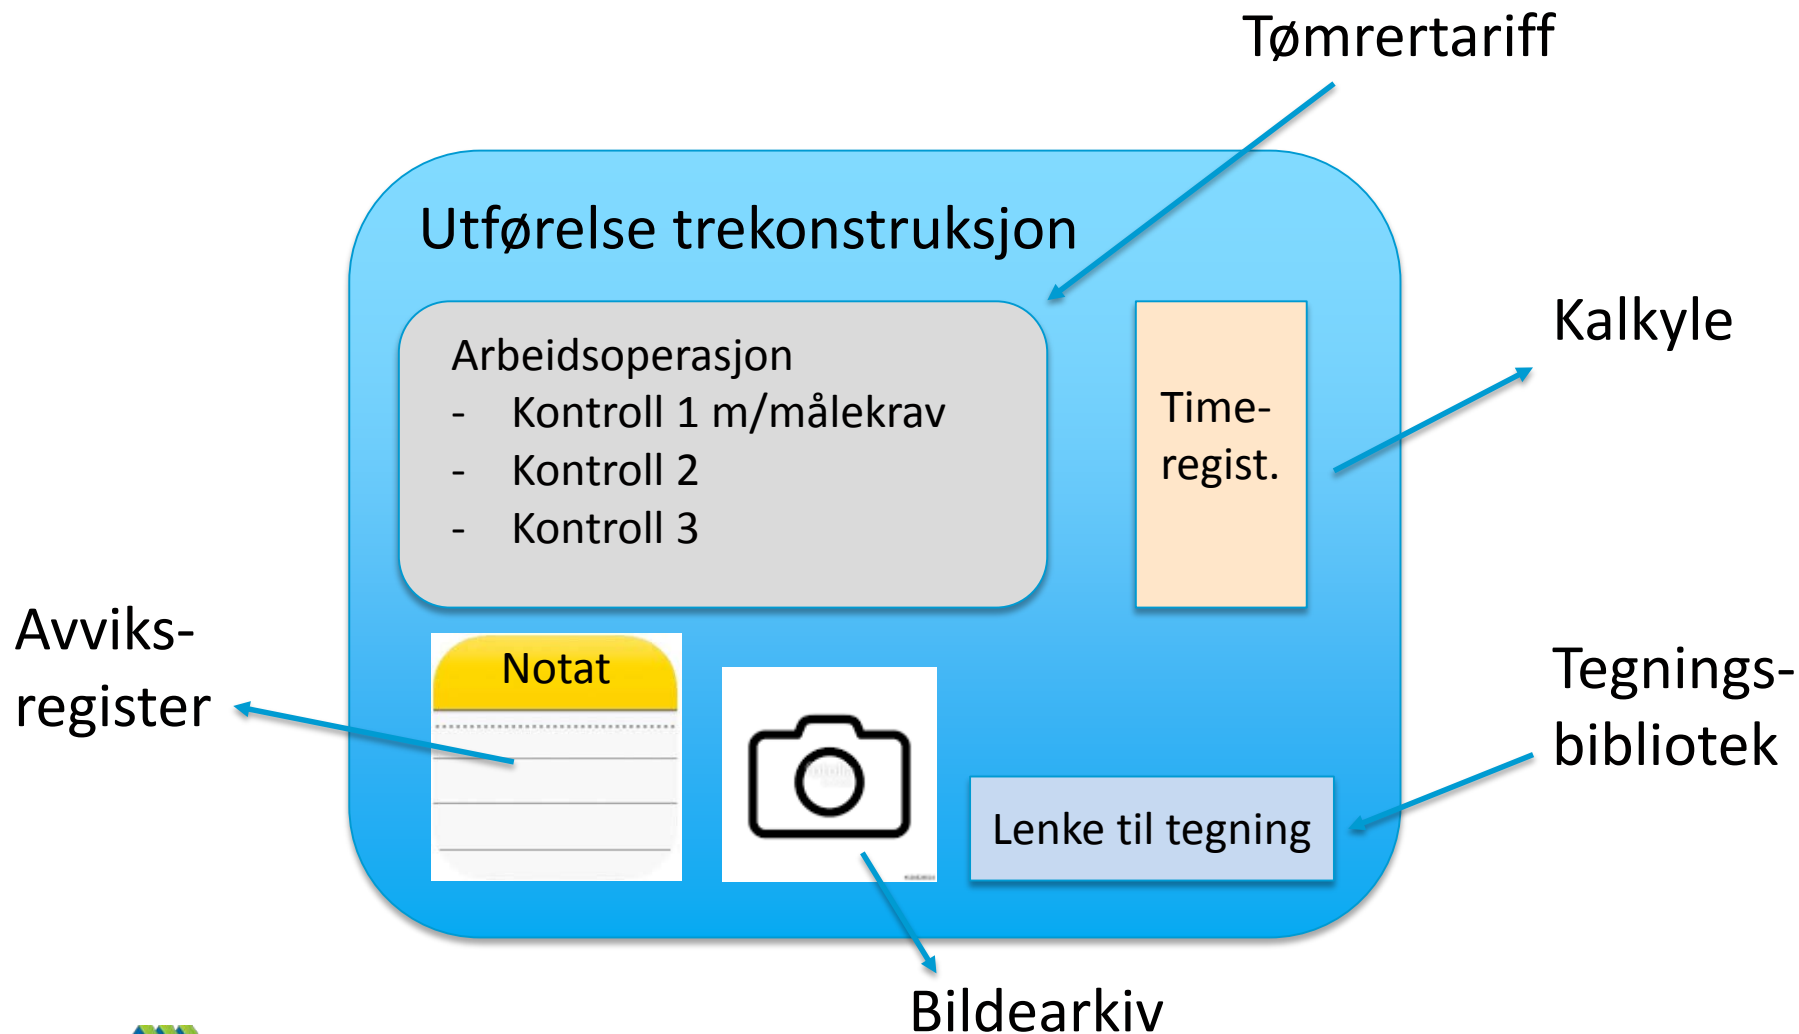 Tømrertariff
Utførelse trekonstruksjon
Arbeidsoperasjon
- Kontroll 1 m/målekrav
- Kontroll 2
- Kontroll 3
Time-
regist.
Kalkyle
Avviks-
register
Notat
Lenke til tegning
Tegnings-
bibliotek
Bildearkiv